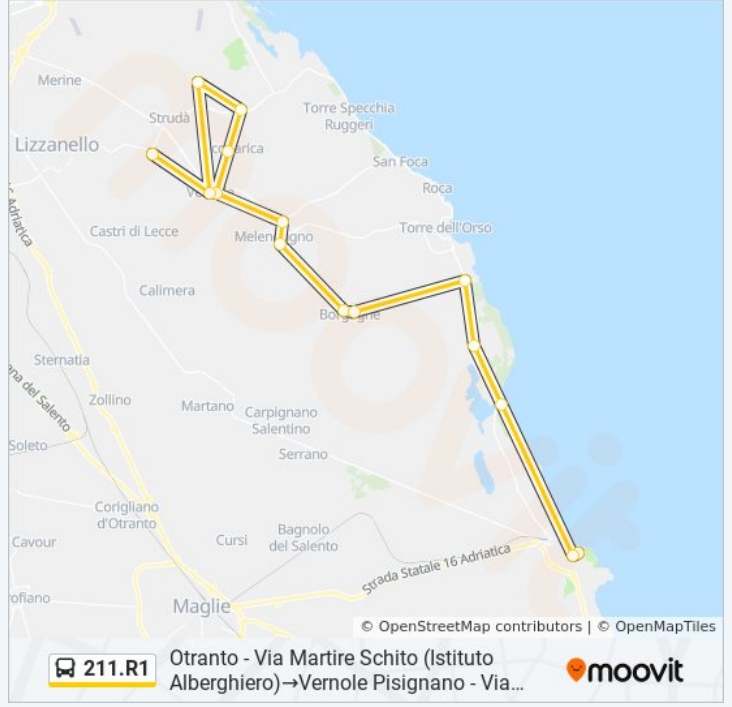 Merine
Torre Specchia
Ruggeri
Strudà
Lizzanello
San Foca
Roca
Castri di Lecce
Torre dell'Orso
Calimera
Sternatia
Zollino
Martano
Carpignano
Salentino
Serrano
Soleto
Corigliano
d'Otranto
Bagnolo
del Salento
Cursi
Cavour
Strada Statale 16 Adriatica
Maglie
© OpenStreetMap contributors | © OpenMapTiles
211.R1
Otranto - Via Martire Schito (Istituto
Alberghiero)→Vernole Pisignano - Via...
moovit